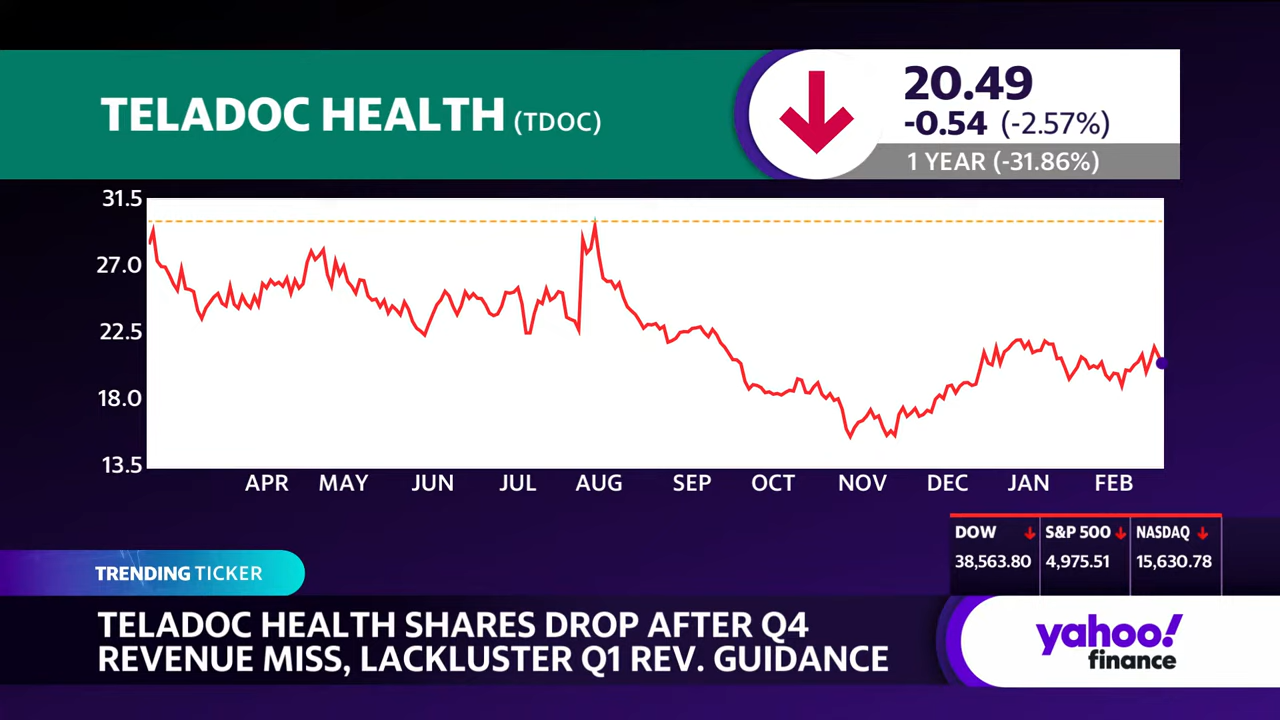 TELADOC HEALTH (TDOC)
20.49
-0.54 (-2.57%)
1 YEAR (-31.86%)
31.5
27.0
22.5
18.0
13.5
APR MAY JUN JUL AUG SEP OCT NOV DEC JAN FEB
DOW S&P 500 NASDAQ
38,563.80 4,975.51 15,630.78
TRENDING TICKER
TELADOC HEALTH SHARES DROP AFTER Q4
REVENUE MISS, LACKLUSTER Q1 REV. GUIDANCE
yahoo!
finance